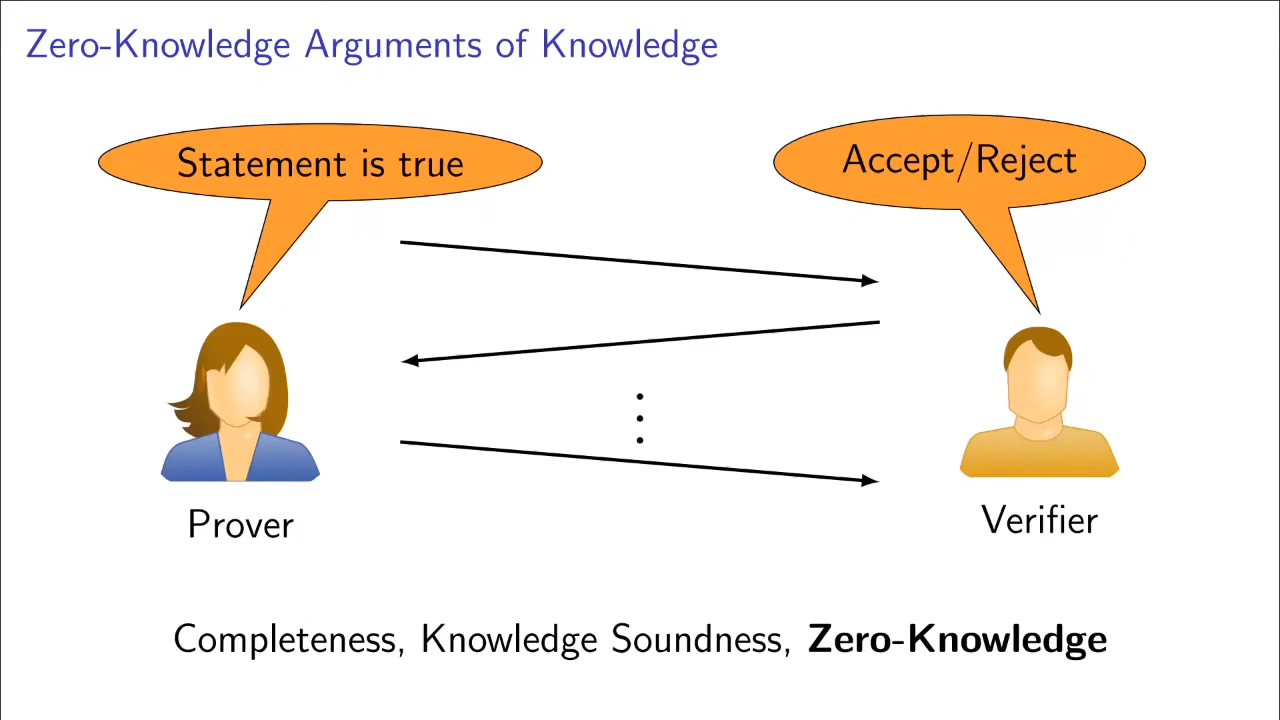 Zero-Knowledge Arguments of Knowledge
Statement is true
Accept/Reject
Prover
Verifier
Completeness, Knowledge Soundness, Zero-Knowledge